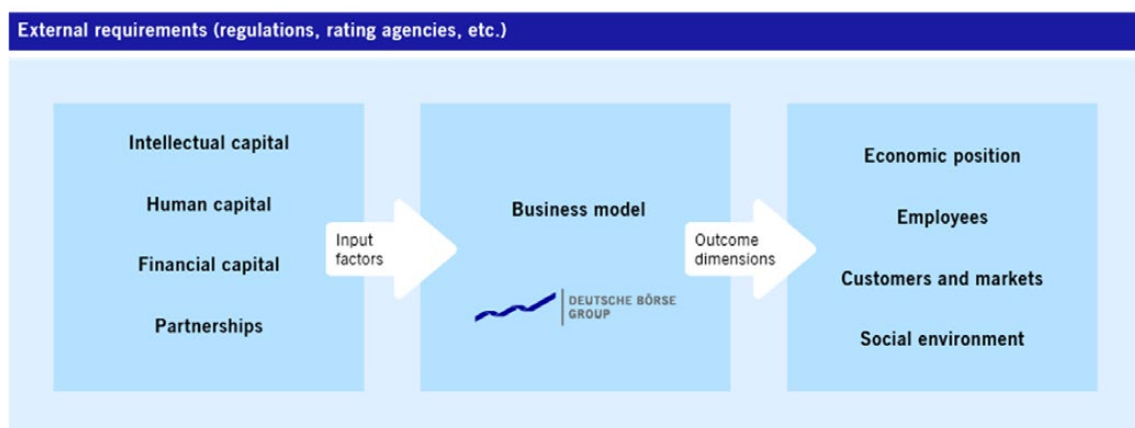 External requirements (regulations, rating agencies, etc.)
Intellectual capital
Human capital
Financial capital
Partnerships
Input
factors
Business model
DEUTSCHE BÖRSE
GROUP
Outcome
dimensions
Economic position
Employees
Customers and markets
Social environment